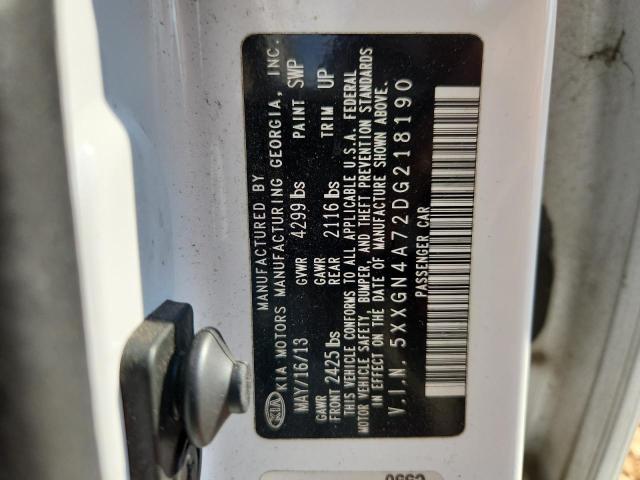 KIA MANUFACTURED BY
KIA MOTORS MANUFACTURING GEORGIA, INC.
MAY/16/13 GVWR 4299 lbs PAINT SWP
GAWR FRONT 2425 lbs GAWR REAR 2116 lbs TRIM UP
THIS VEHICLE CONFORMS TO ALL APPLICABLE U.S.A. FEDERAL
MOTOR VEHICLE SAFETY, BUMPER, AND THEFT PREVENTION STANDARDS
IN EFFECT ON THE DATE OF MANUFACTURE SHOWN ABOVE.
V.I.N. 5XXGN4A72DG218190
PASSENGER CAR